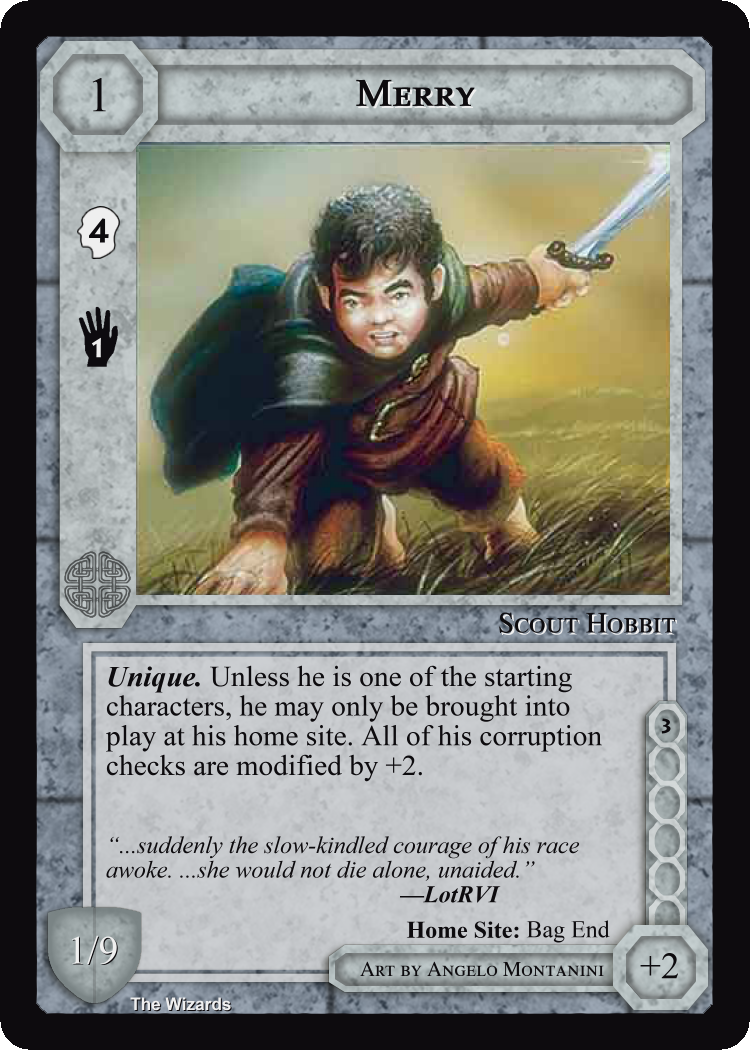 1
Merry
4
1
Scout Hobbit
Unique. Unless he is one of the starting
characters, he may only be brought into
play at his home site. All of his corruption
checks are modified by +2.
3
“...suddenly the slow-kindled courage of his race
awoke. ...she would not die alone, unaided.”
—LotRVI
Home Site: Bag End
1/9
Art by Angelo Montanini
+2
The Wizards